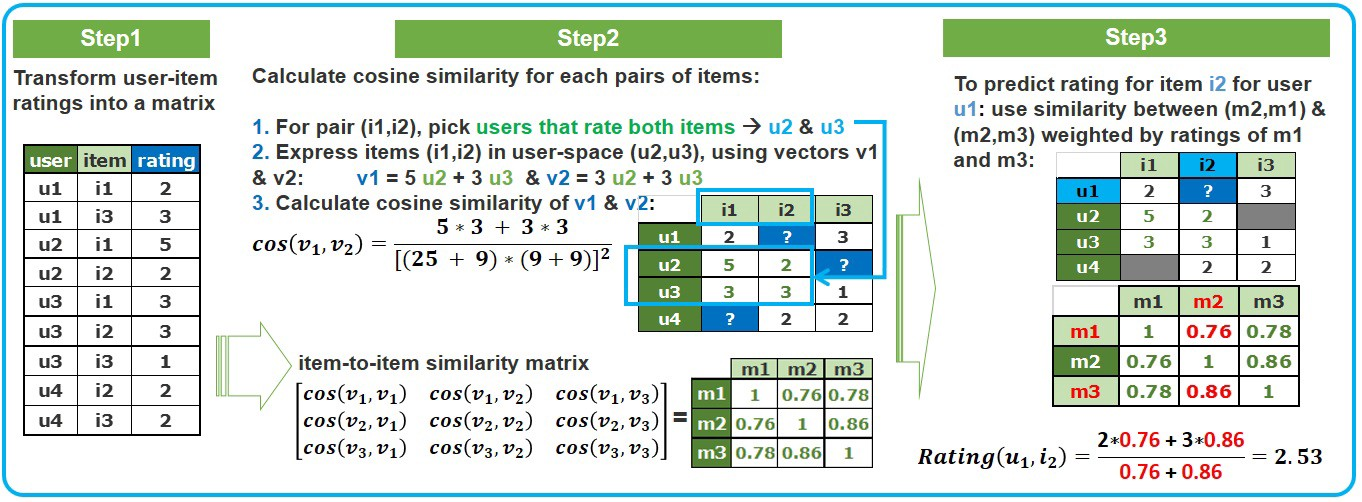 Step1
Transform user-item
ratings into a matrix
user item rating
u1 i1 2
u1 i3 3
u2 i1 5
u2 i2 2
u3 i1 3
u3 i2 3
u3 i3 1
u4 i2 2
u4 i3 2
Step2
Calculate cosine similarity for each pairs of items:
1. For pair (i1,i2), pick users that rate both items → u2 & u3
2. Express items (i1,i2) in user-space (u2,u3), using vectors v1
& v2: v1 = 5 u2 + 3 u3 & v2 = 3 u2 + 3 u3
3. Calculate cosine similarity of v1 & v2:
cos(v₁, v₂) = (5 * 3 + 3 * 3) / [(25 + 9) * (9 + 9)]²
i1 i2 i3
u1 2 ? 3
u2 5 2 ?
u3 3 3 1
u4 ? 2 2
item-to-item similarity matrix
cos(v₁, v₁) cos(v₁, v₂) cos(v₁, v₃)
cos(v₂, v₁) cos(v₂, v₂) cos(v₂, v₃)
cos(v₃, v₁) cos(v₃, v₂) cos(v₃, v₃)
=
m1 m2 m3
m1 1 0.76 0.78
m2 0.76 1 0.86
m3 0.78 0.86 1
Step3
To predict rating for item i2 for user
u1: use similarity between (m2,m1) &
(m2,m3) weighted by ratings of m1
and m3:
i1 i2 i3
u1 2 ? 3
u2 5 2
u3 3 3 1
u4 2 2
m1 m2 m3
m1 1 0.76 0.78
m2 0.76 1 0.86
m3 0.78 0.86 1
Rating(u₁, i₂) = (2*0.76 + 3*0.86) / (0.76 + 0.86) = 2.53